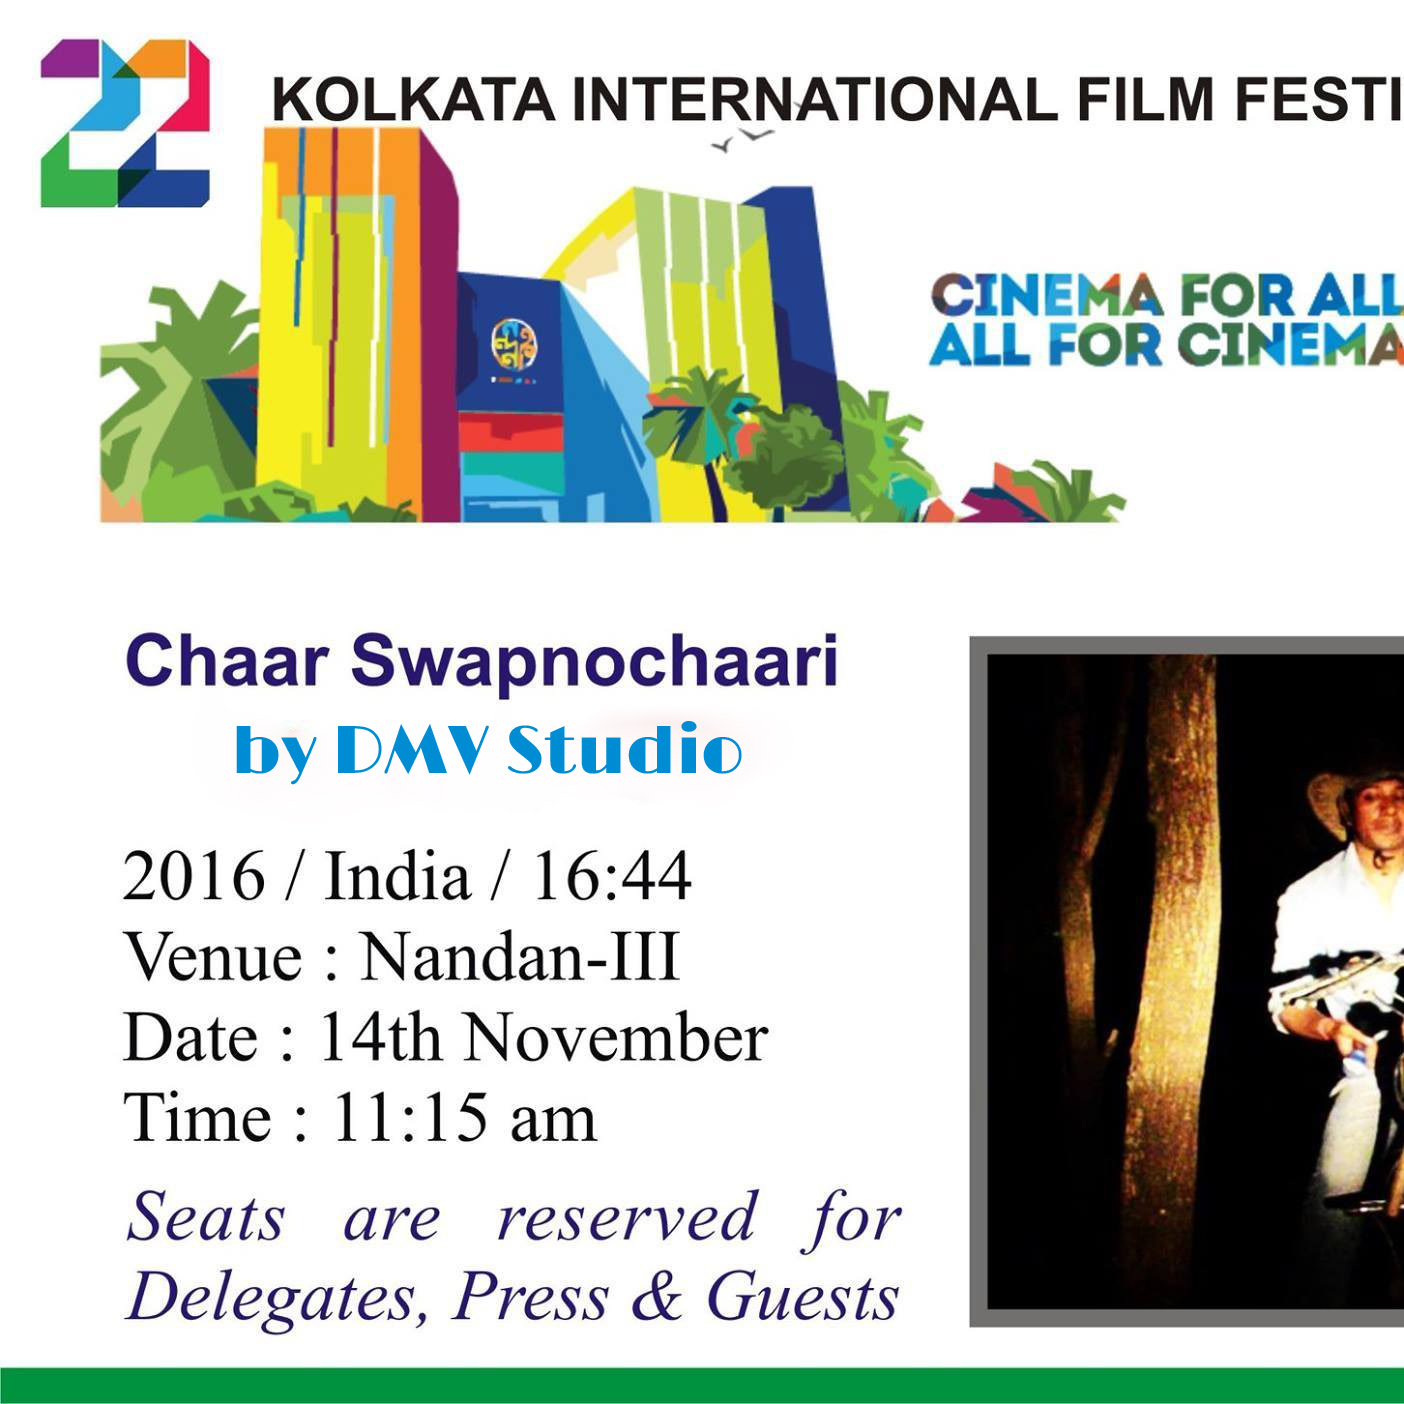 22
KOLKATA INTERNATIONAL FILM FESTI
CINEMA FOR ALL
ALL FOR CINEMA
Chaar Swapnochaari
by DMV Studio
2016 / India / 16:44
Venue : Nandan-III
Date : 14th November
Time : 11:15 am
Seats are reserved for
Delegates, Press & Guests